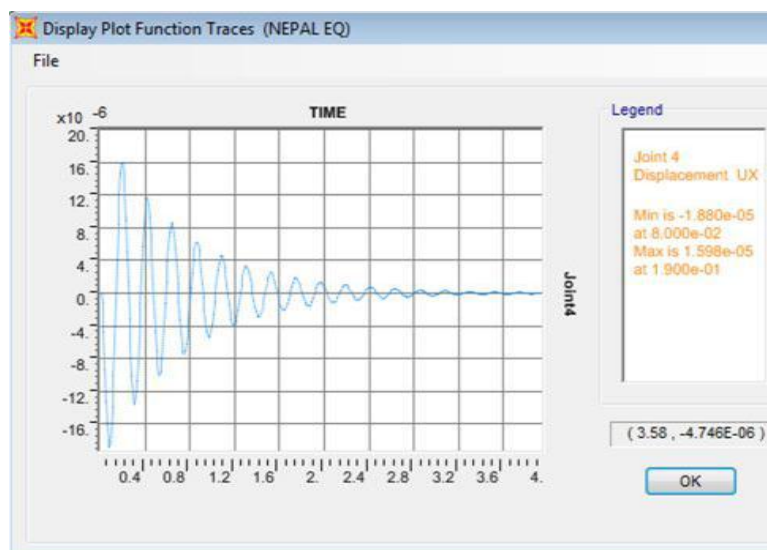 Display Plot Function Traces (NEPAL EQ)
File
x10 -6
TIME
Legend
20.
16.
12.
8.
4.
0.
-4.
-8.
-12.
-16.
Joint 4
Displacement UX
Min is -1.880e-05
at 8.000e-02
Max is 1.598e-05
at 1.900e-01
Joint4
(3.58 , -4.746E-06 )
0.4 0.8 1.2 1.6 2. 2.4 2.8 3.2 3.6 4.
OK